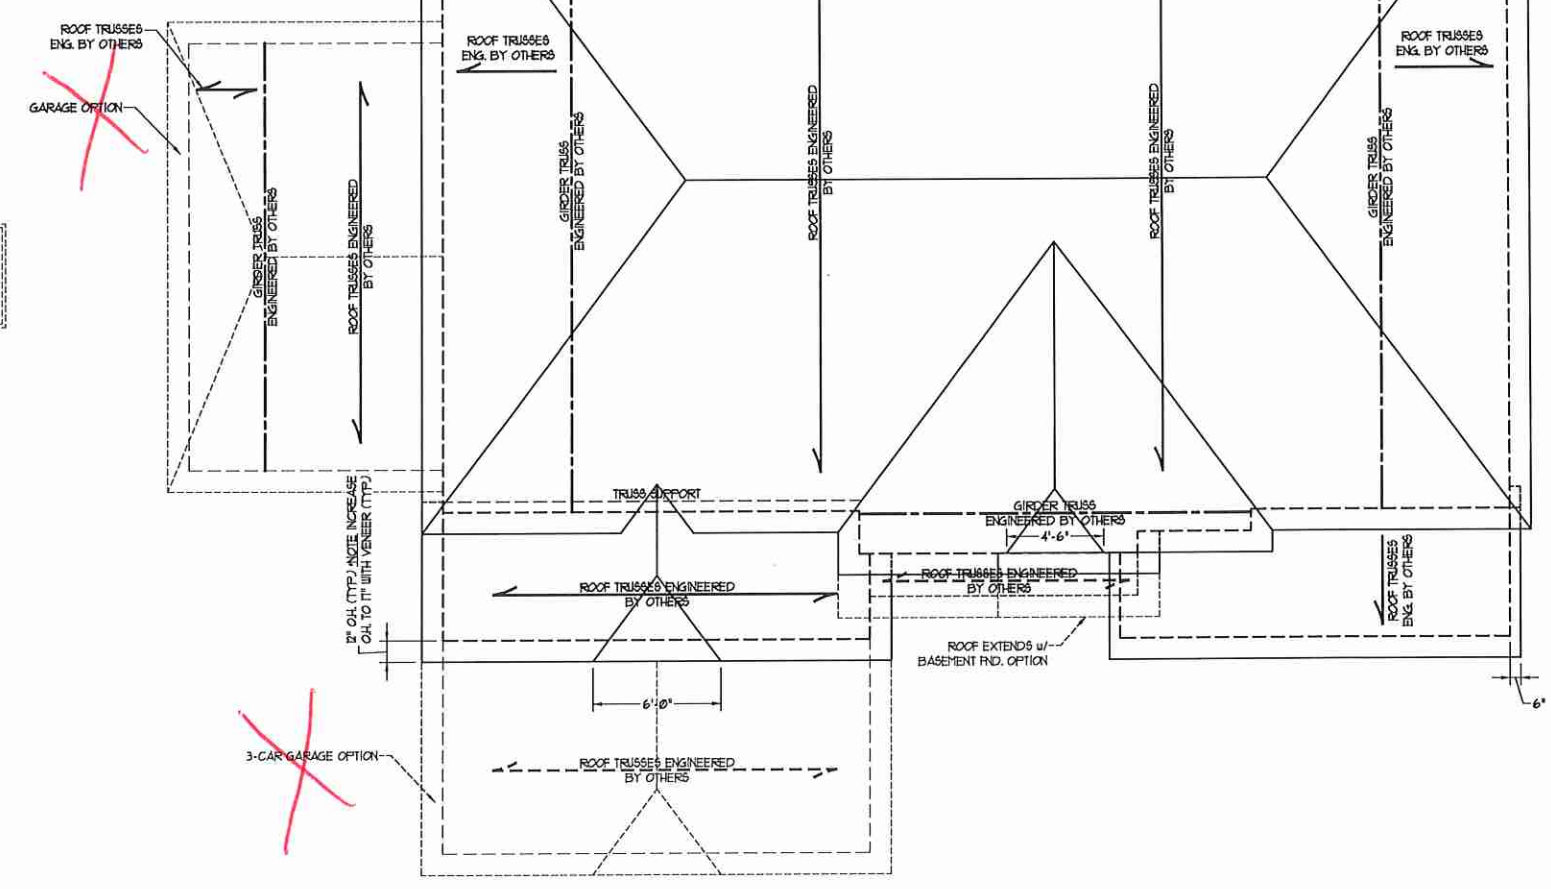 ROOF TRUSSES
ENG. BY OTHERS
GARAGE OPTION
GIRDER TRUSS
ENGINEERED BY OTHERS
ROOF TRUSSES ENGINEERED
BY OTHERS
ROOF TRUSSES
ENG. BY OTHERS
GIRDER TRUSS
ENGINEERED BY OTHERS
ROOF TRUSSES ENGINEERED
BY OTHERS
ROOF TRUSSES ENGINEERED
BY OTHERS
ROOF TRUSSES
ENG. BY OTHERS
GIRDER TRUSS
ENGINEERED BY OTHERS
12" O.H. (TYP.) NOTE INCREASE
O.H. TO 17" WITH VENEER (TYP.)
TRUSS SUPPORT
GIRDER TRUSS
ENGINEERED BY OTHERS
4'-6"
ROOF TRUSSES ENGINEERED
BY OTHERS
ROOF TRUSSES ENGINEERED
BY OTHERS
ROOF TRUSSES
ENG. BY OTHERS
ROOF EXTENDS w/
BASEMENT FND. OPTION
6'-0"
6"
3-CAR GARAGE OPTION
ROOF TRUSSES ENGINEERED
BY OTHERS